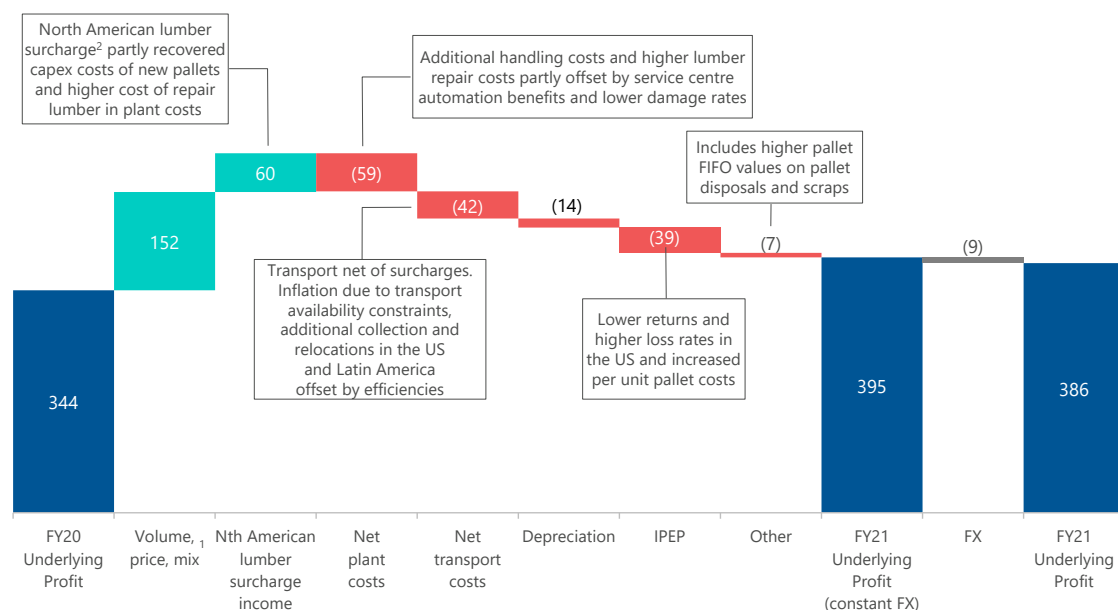 North American lumber
surcharge2 partly recovered
capex costs of new pallets
and higher cost of repair
lumber in plant costs
Additional handling costs and higher lumber
repair costs partly offset by service centre
automation benefits and lower damage rates
Includes higher pallet
FIFO values on pallet
disposals and scraps
60
(59)
(42)
(14)
(39)
(7)
(9)
152
Transport net of surcharges.
Inflation due to transport
availability constraints,
additional collection and
relocations in the US
and Latin America
offset by efficiencies
Lower returns and
higher loss rates in
the US and increased
per unit pallet costs
344
395
386
FY20
Underlying
Profit
Volume, 1
price, mix
Nth American
lumber
surcharge
income
Net
plant
costs
Net
transport
costs
Depreciation
IPEP
Other
FY21
Underlying
Profit
(constant FX)
FX
FY21
Underlying
Profit